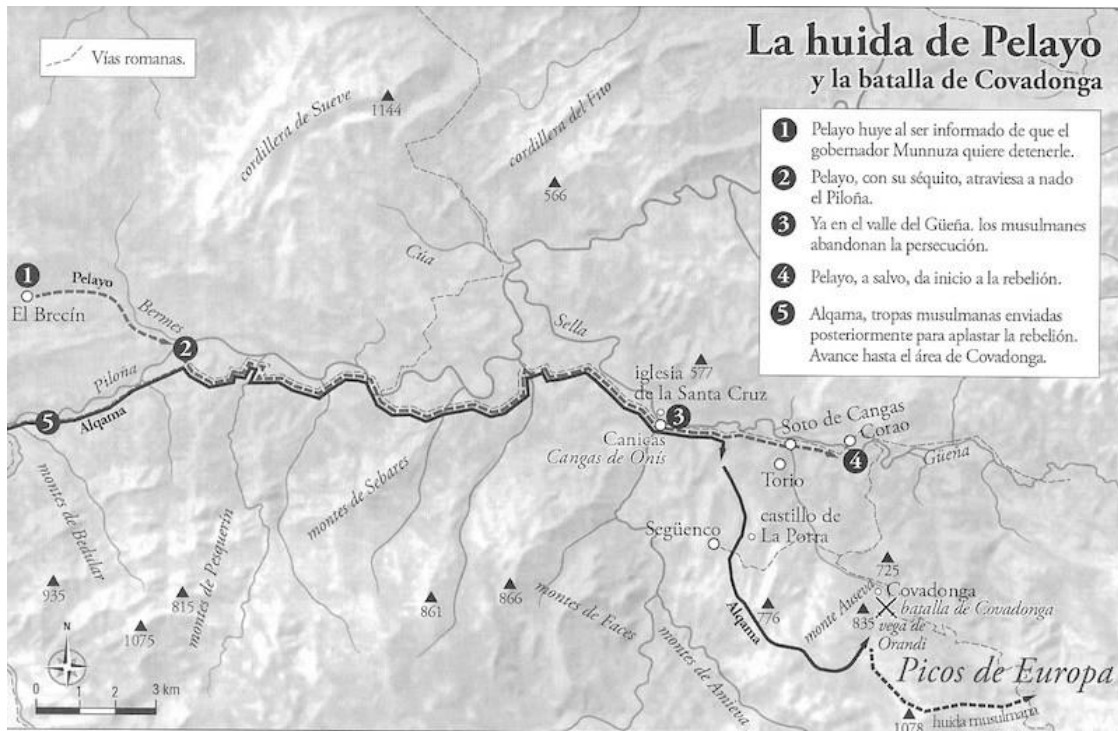 La huida de Pelayo
y la batalla de Covadonga
Vías romanas.
1 Pelayo huye al ser informado de que el
gobernador Munnuza quiere detenerle.
2 Pelayo, con su séquito, atraviesa a nado
el Piloña.
3 Ya en el valle del Güeña. los musulmanes
abandonan la persecución.
4 Pelayo, a salvo, da inicio a la rebelión.
5 Alqama, tropas musulmanas enviadas
posteriormente para aplastar la rebelión.
Avance hasta el área de Covadonga.
cordillera de Sueve
1144
cordillera del Fito
566
Cúa
1
Pelayo
El Brecín
Bermes
2
Piloña
5
Alqama
Sella
577
iglesia
de la Santa Cruz
3
Canicas
Cangas de Onís
Soto de Cangas
Corao
4
Torio
Güeña
montes de Bedular
montes de Pesquerín
montes de Sebares
Següenco
castillo de
La Porra
935
815
1075
861
866
montes de Faces
montes de Amieva
Alqama
776
monte Auseva
725
Covadonga
batalla de Covadonga
835
vega de
Orandi
Picos de Europa
1078
huida musulmana
N
0 1 2 3 km